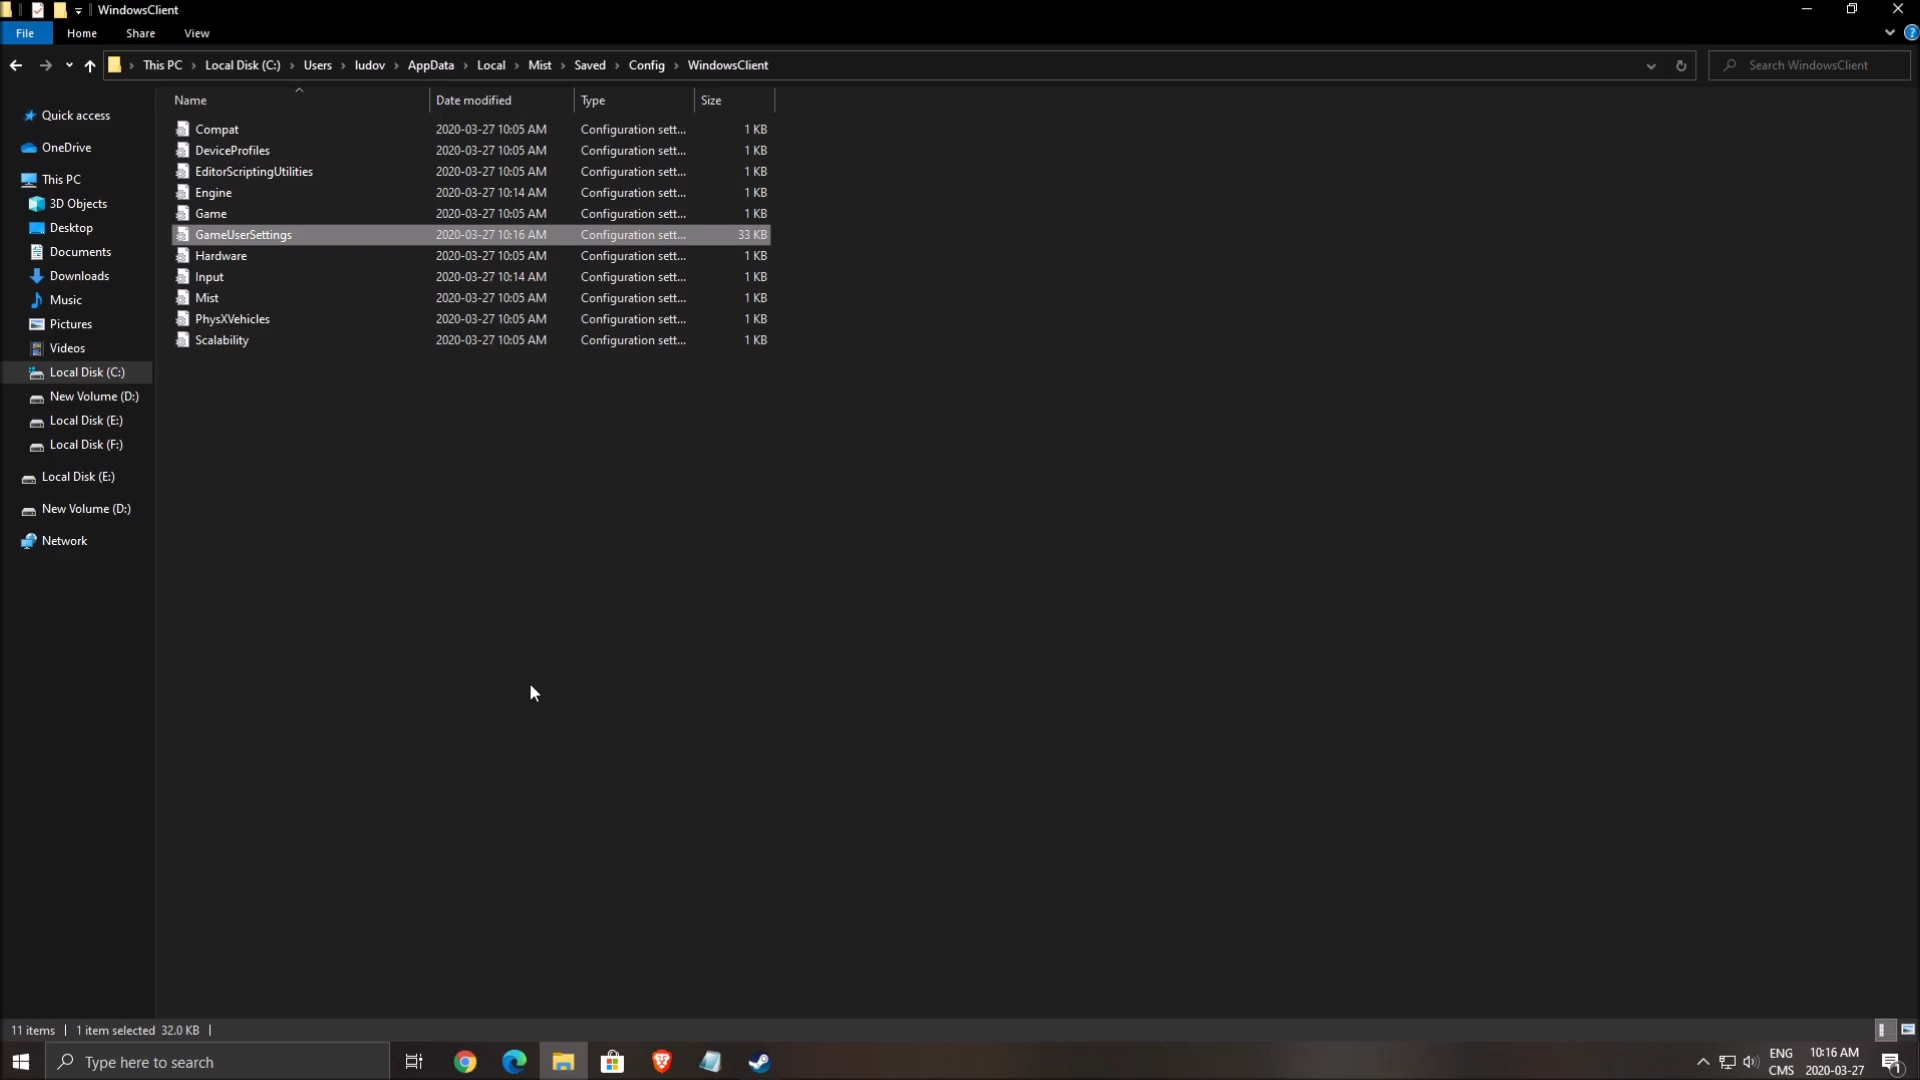 WindowsClient
File Home Share View
This PC Local Disk (C:) Users ludov AppData Local Mist Saved Config WindowsClient Search WindowsClient
Name Date modified Type Size
Quick access
OneDrive
This PC
3D Objects
Desktop
Documents
Downloads
Music
Pictures
Videos
Local Disk (C:)
New Volume (D:)
Local Disk (E:)
Local Disk (F:)
Local Disk (E:)
New Volume (D:)
Network
Compat 2020-03-27 10:05 AM Configuration sett... 1 KB
DeviceProfiles 2020-03-27 10:05 AM Configuration sett... 1 KB
EditorScriptingUtilities 2020-03-27 10:05 AM Configuration sett... 1 KB
Engine 2020-03-27 10:14 AM Configuration sett... 1 KB
Game 2020-03-27 10:05 AM Configuration sett... 1 KB
GameUserSettings 2020-03-27 10:16 AM Configuration sett... 33 KB
Hardware 2020-03-27 10:05 AM Configuration sett... 1 KB
Input 2020-03-27 10:14 AM Configuration sett... 1 KB
Mist 2020-03-27 10:05 AM Configuration sett... 1 KB
PhysXVehicles 2020-03-27 10:05 AM Configuration sett... 1 KB
Scalability 2020-03-27 10:05 AM Configuration sett... 1 KB
11 items 1 item selected 32.0 KB
Type here to search
ENG 10:16 AM
CMS 2020-03-27
1